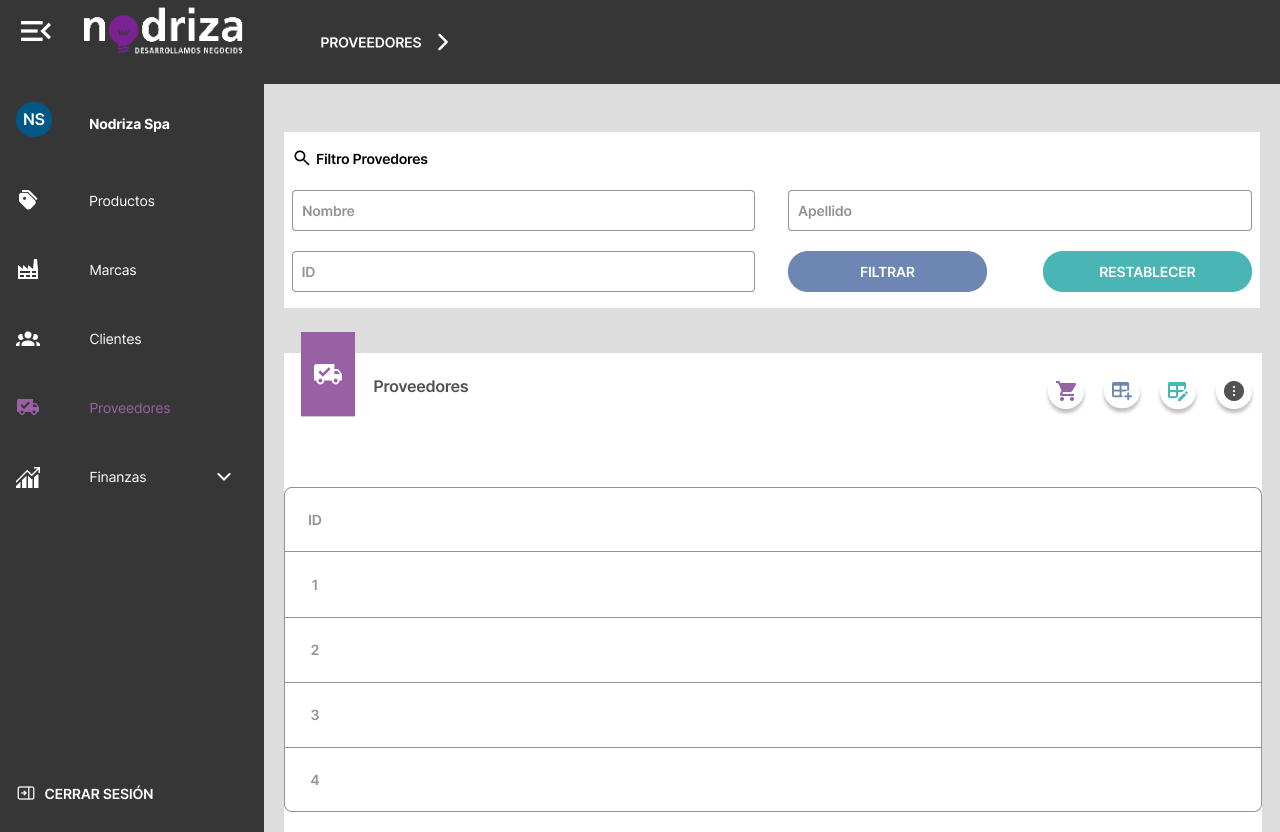 nodriza
DESARROLLAMOS NEGOCIOS
PROVEEDORES
NS
Nodriza Spa
Productos
Marcas
Clientes
Proveedores
Finanzas
CERRAR SESIÓN
Filtro Provedores
Nombre
Apellido
ID
FILTRAR
RESTABLECER
Proveedores
ID
1
2
3
4